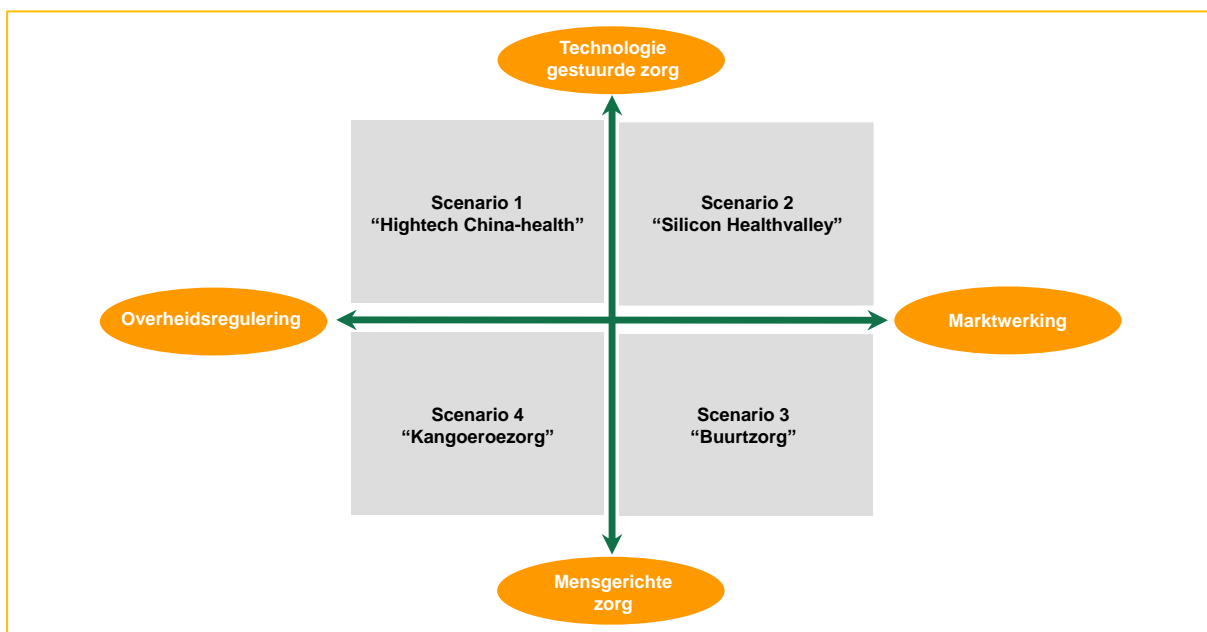 Technologie
gestuurde zorg
Scenario 1
“Hightech China-health”
Scenario 2
“Silicon Healthvalley”
Overheidsregulering
Marktwerking
Scenario 4
“Kangoeroezorg”
Scenario 3
“Buurtzorg”
Mensgerichte
zorg